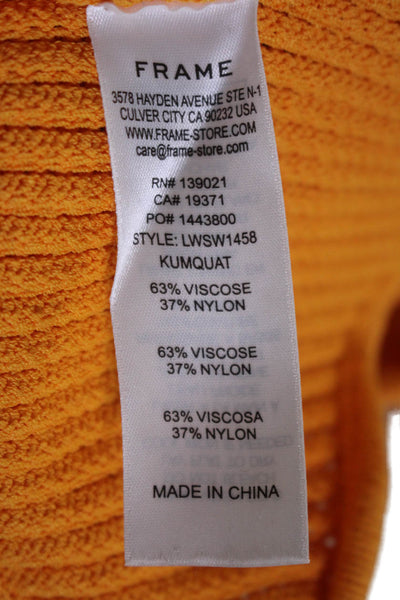 FRAME
3578 HAYDEN AVENUE STE N-1
CULVER CITY CA 90232 USA
WWW.FRAME-STORE.COM
care@frame-store.com
RN# 139021
CA# 19371
PO# 1443800
STYLE: LWSW1458
KUMQUAT
63% VISCOSE
37% NYLON
63% VISCOSE
37% NYLON
63% VISCOSA
37% NYLON
MADE IN CHINA